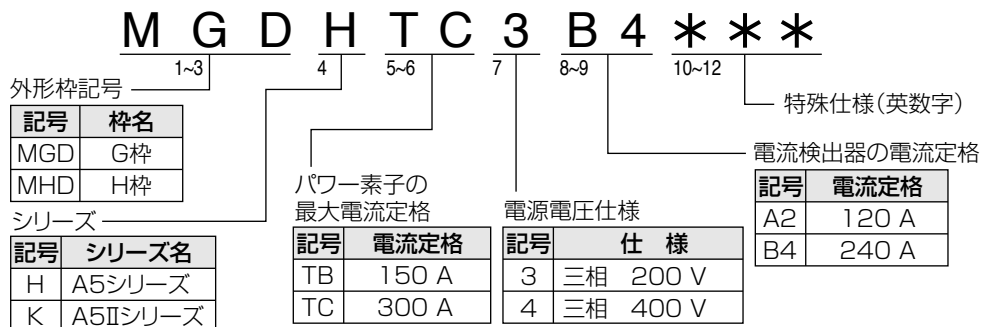 M G D H T C 3 B 4 * * *
1~3 4 5~6 7 8~9 10~12
外形枠記号
記号 枠名
MGD G枠
MHD H枠
シリーズ
記号 シリーズ名
H A5シリーズ
K A5Ⅱシリーズ
パワー素子の
最大電流定格
記号 電流定格
TB 150 A
TC 300 A
電源電圧仕様
記号 仕 様
3 三相 200 V
4 三相 400 V
電流検出器の電流定格
記号 電流定格
A2 120 A
B4 240 A
特殊仕様(英数字)